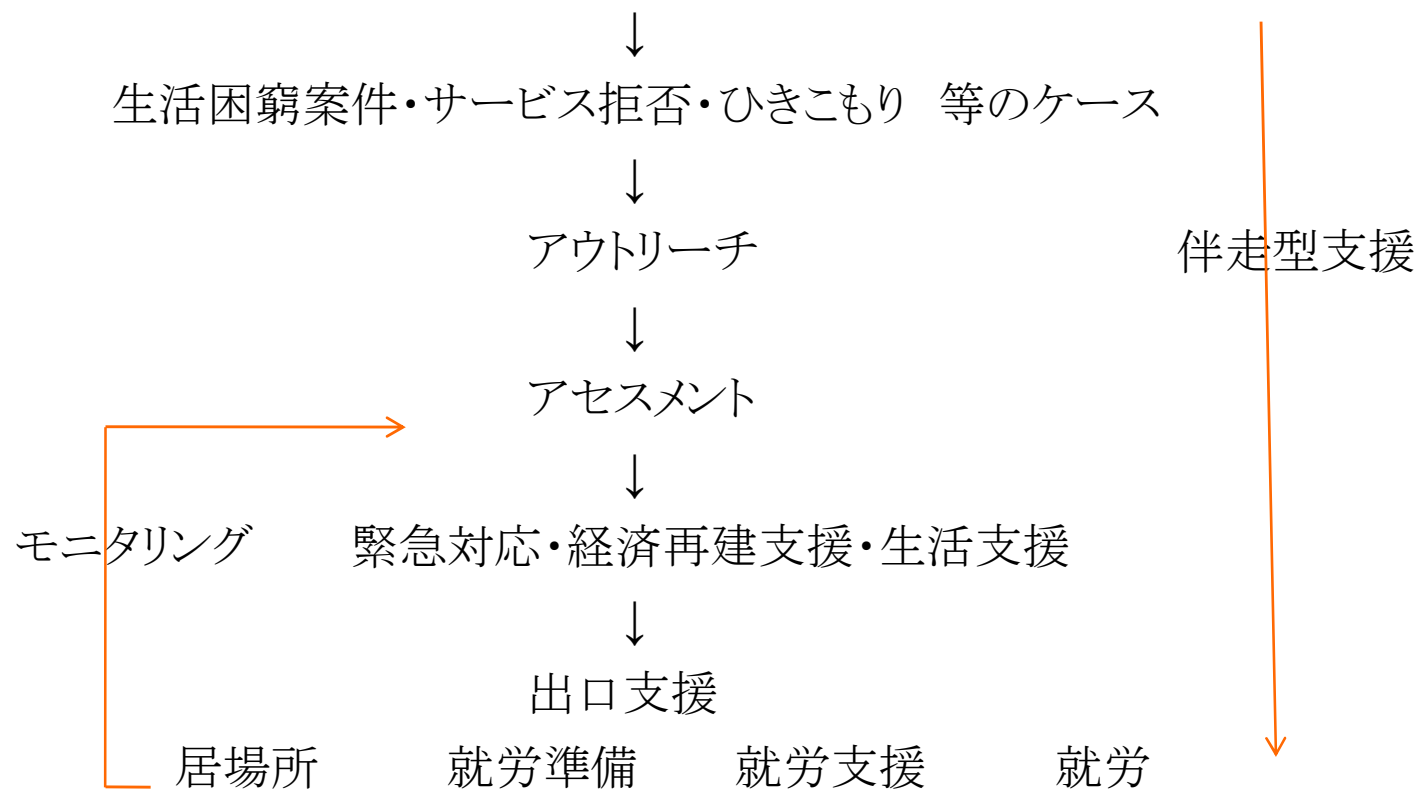 ↓
生活困窮案件・サービス拒否・ひきこもり 等のケース
↓
アウトリーチ 伴走型支援
↓
アセスメント
↓
モニタリング 緊急対応・経済再建支援・生活支援
↓
出口支援
居場所 就労準備 就労支援 就労